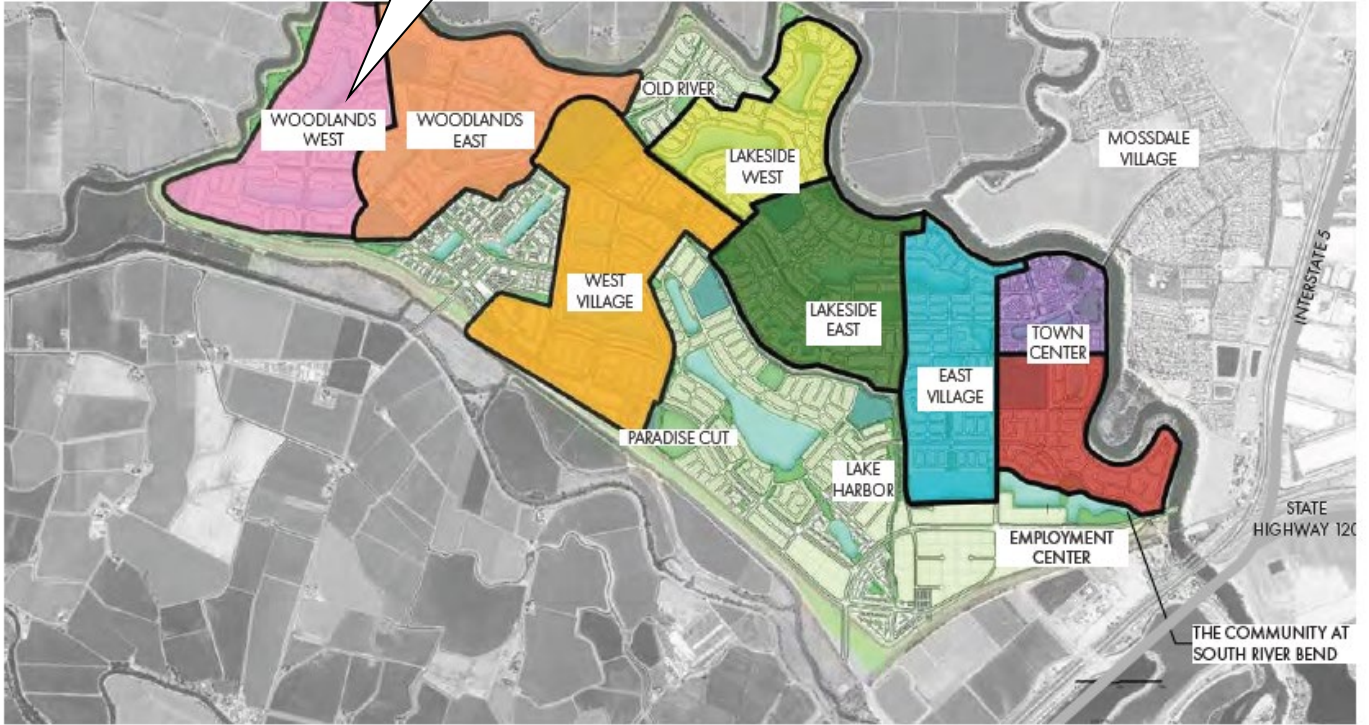 OLD RIVER
WOODLANDS
WEST
WOODLANDS
EAST
MOSSDALE
VILLAGE
LAKESIDE
WEST
INTERSTATE 5
WEST
VILLAGE
LAKESIDE
EAST
TOWN
CENTER
EAST
VILLAGE
PARADISE CUT
LAKE
HARBOR
STATE
HIGHWAY 120
EMPLOYMENT
CENTER
THE COMMUNITY AT
SOUTH RIVER BEND